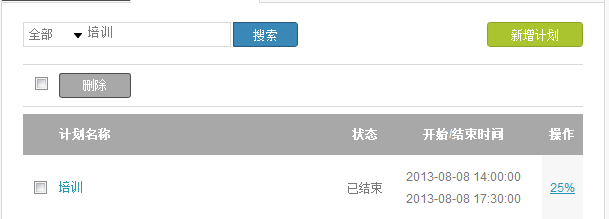 全部 培训 搜索 新增计划
删除
计划名称 状态 开始/结束时间 操作
培训 已结束 2013-08-08 14:00:00 25%
2013-08-08 17:30:00